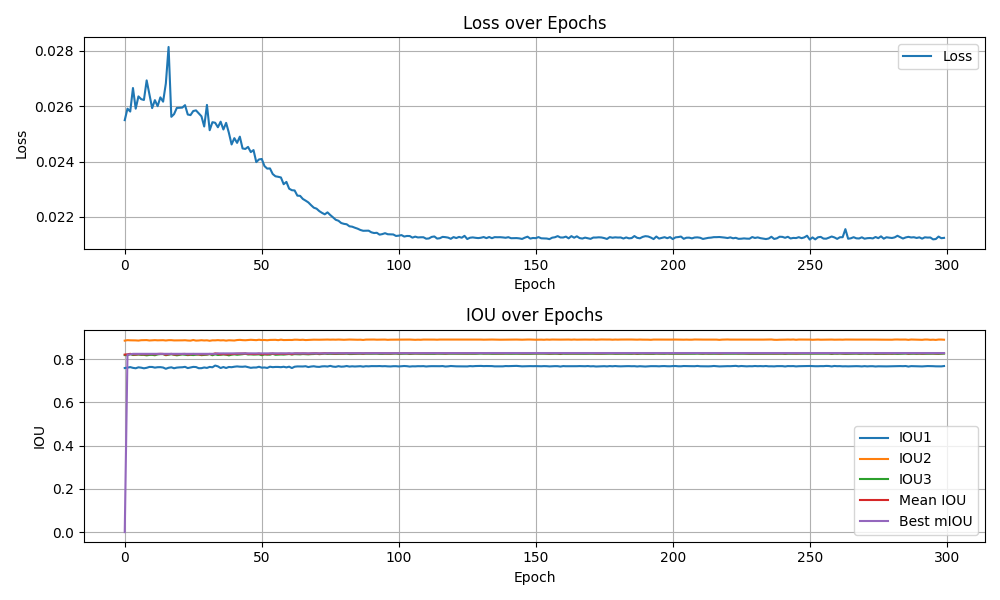 Loss over Epochs
0.028
0.026
0.024
0.022
Loss
Loss
0 50 100 150 200 250 300
Epoch
IOU over Epochs
0.8
0.6
0.4
0.2
0.0
IOU
IOU1
IOU2
IOU3
Mean IOU
Best mIOU
0 50 100 150 200 250 300
Epoch